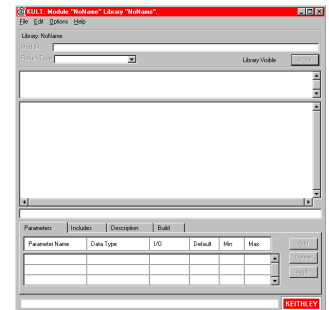 KULT: Module "NoName" Library "NoName".
File Edit Options Help
Library: NoName
Module:
Return Type:
Library Visible
Apply
Parameters Includes Description Build
Parameter Name Data Type I/O Default Min Max
Add
Delete
Apply
KEITHLEY